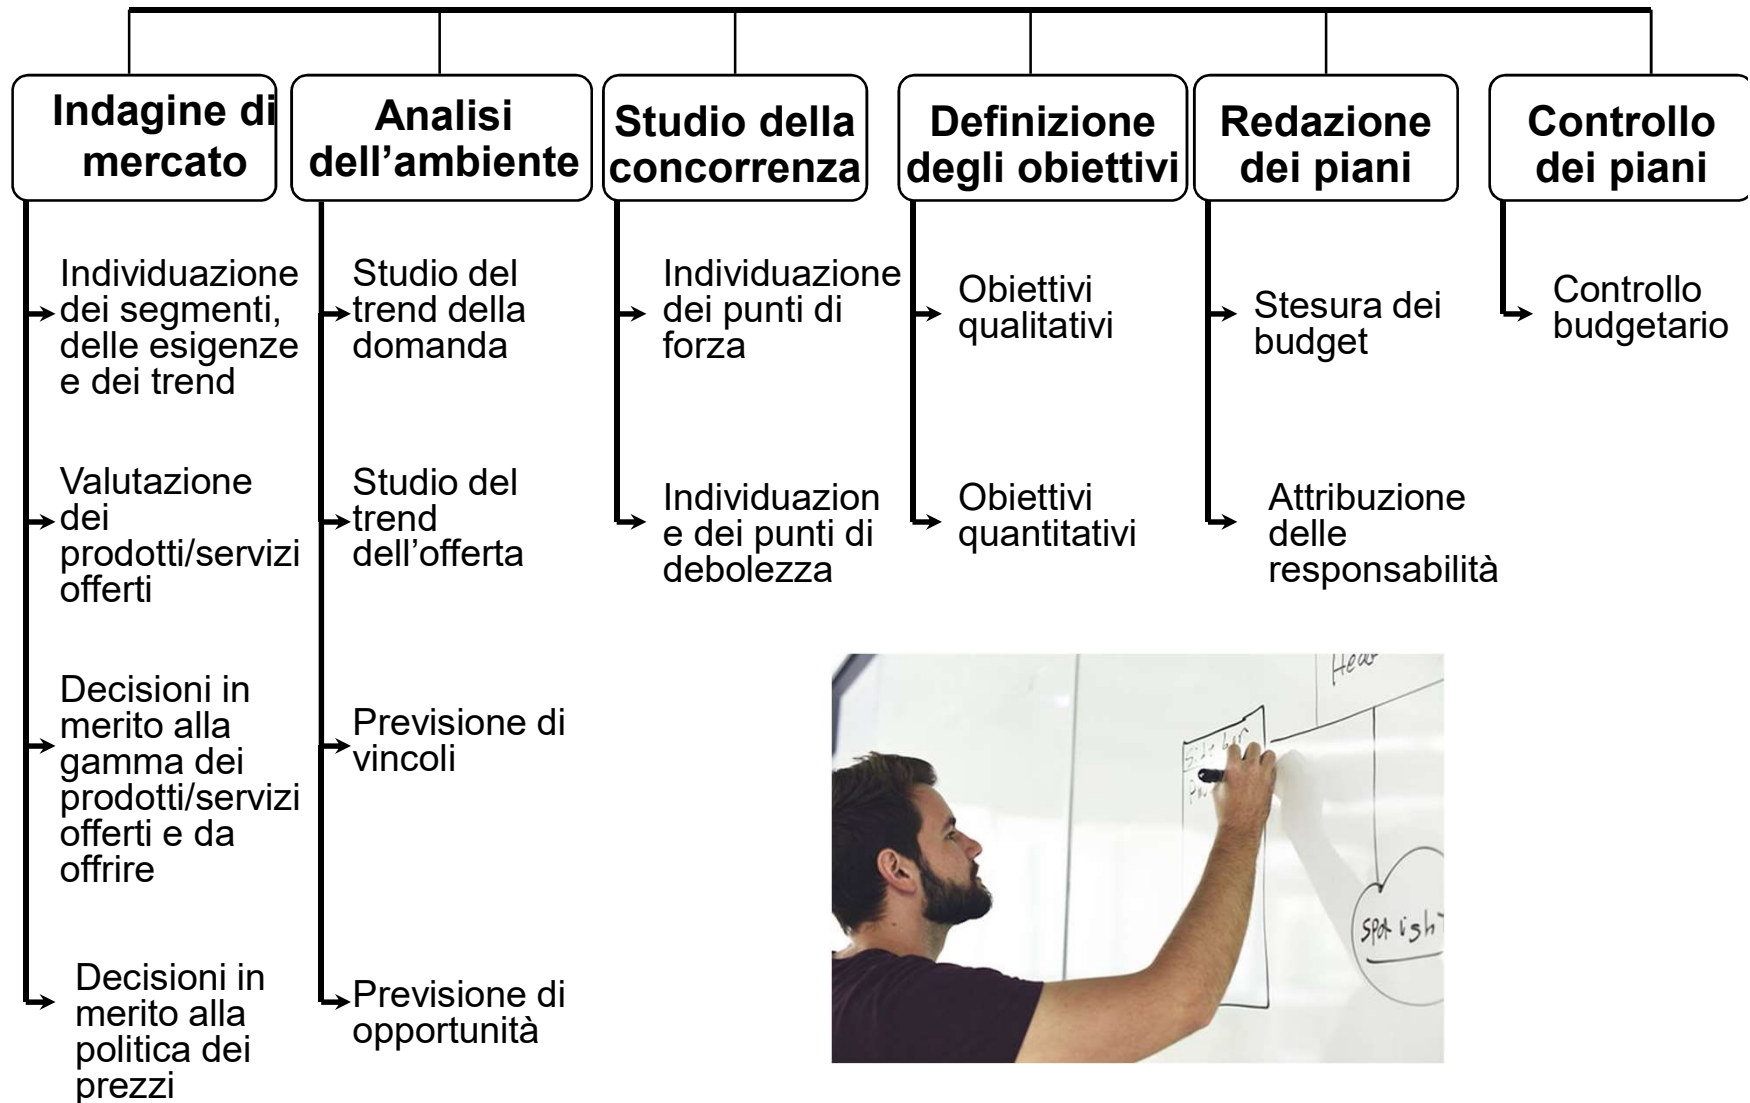 Indagine di
mercato
Analisi
dell’ambiente
Studio della
concorrenza
Definizione
degli obiettivi
Redazione
dei piani
Controllo
dei piani
Individuazione
dei segmenti,
delle esigenze
e dei trend
Valutazione
dei
prodotti/servizi
offerti
Decisioni in
merito alla
gamma dei
prodotti/servizi
offerti e da
offrire
Decisioni in
merito alla
politica dei
prezzi
Studio del
trend della
domanda
Studio del
trend
dell’offerta
Previsione di
vincoli
Previsione di
opportunità
Individuazione
dei punti di
forza
Individuazion
e dei punti di
debolezza
Obiettivi
qualitativi
Obiettivi
quantitativi
Stesura dei
budget
Attribuzione
delle
responsabilità
Controllo
budgetario